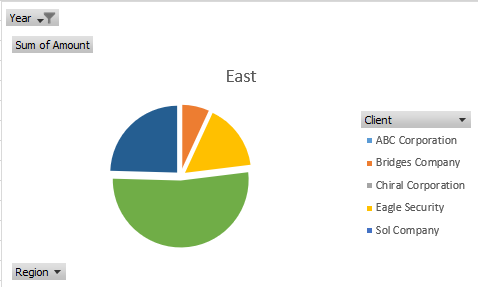 Year
Sum of Amount
East
Client
ABC Corporation
Bridges Company
Chiral Corporation
Eagle Security
Sol Company
Region